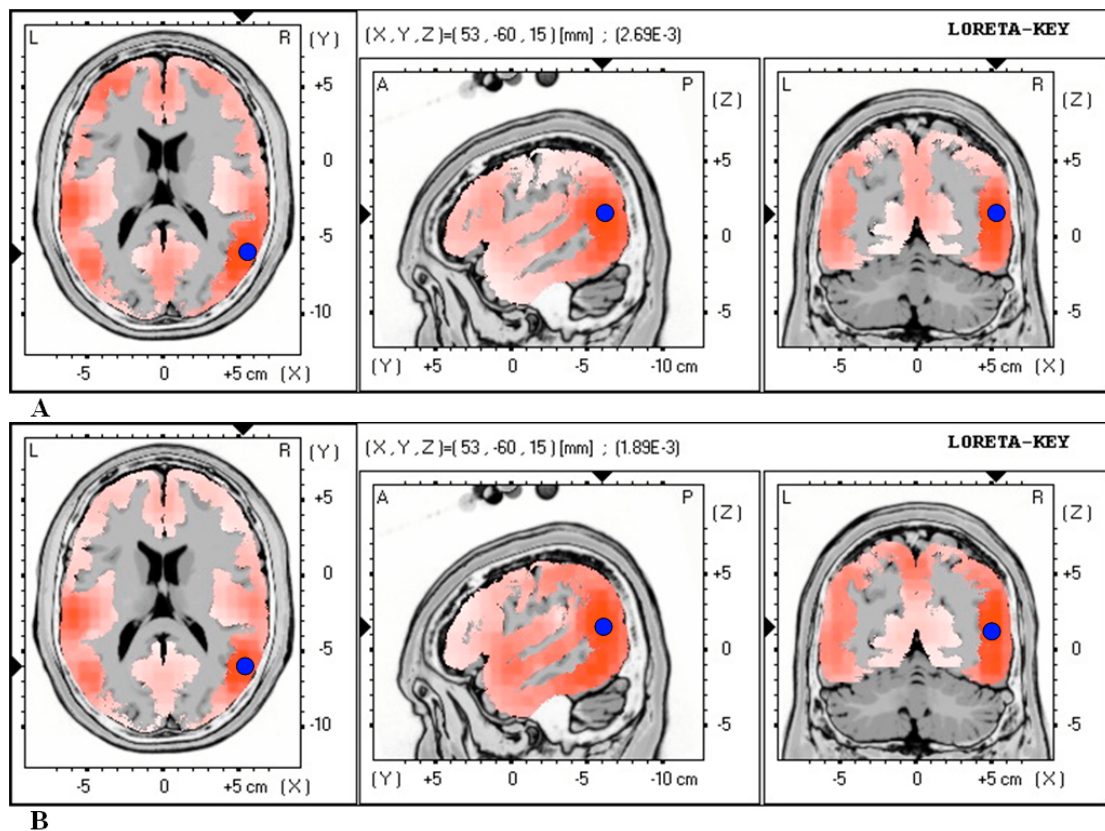 (X, Y, Z)=(53, -60, 15) [mm] ; (2.69E-3) LORETA-KEY
L R (Y)
+5
0
-5
-10
-5 0 +5 cm (X)
A P (Z)
+5
0
-5
(Y) +5 0 -5 -10 cm
L R (Z)
+5
0
-5
-5 0 +5 cm (X)
A
(X, Y, Z)=(53, -60, 15) [mm] ; (1.89E-3) LORETA-KEY
L R (Y)
+5
0
-5
-10
-5 0 +5 cm (X)
A P (Z)
+5
0
-5
(Y) +5 0 -5 -10 cm
L R (Z)
+5
0
-5
-5 0 +5 cm (X)
B